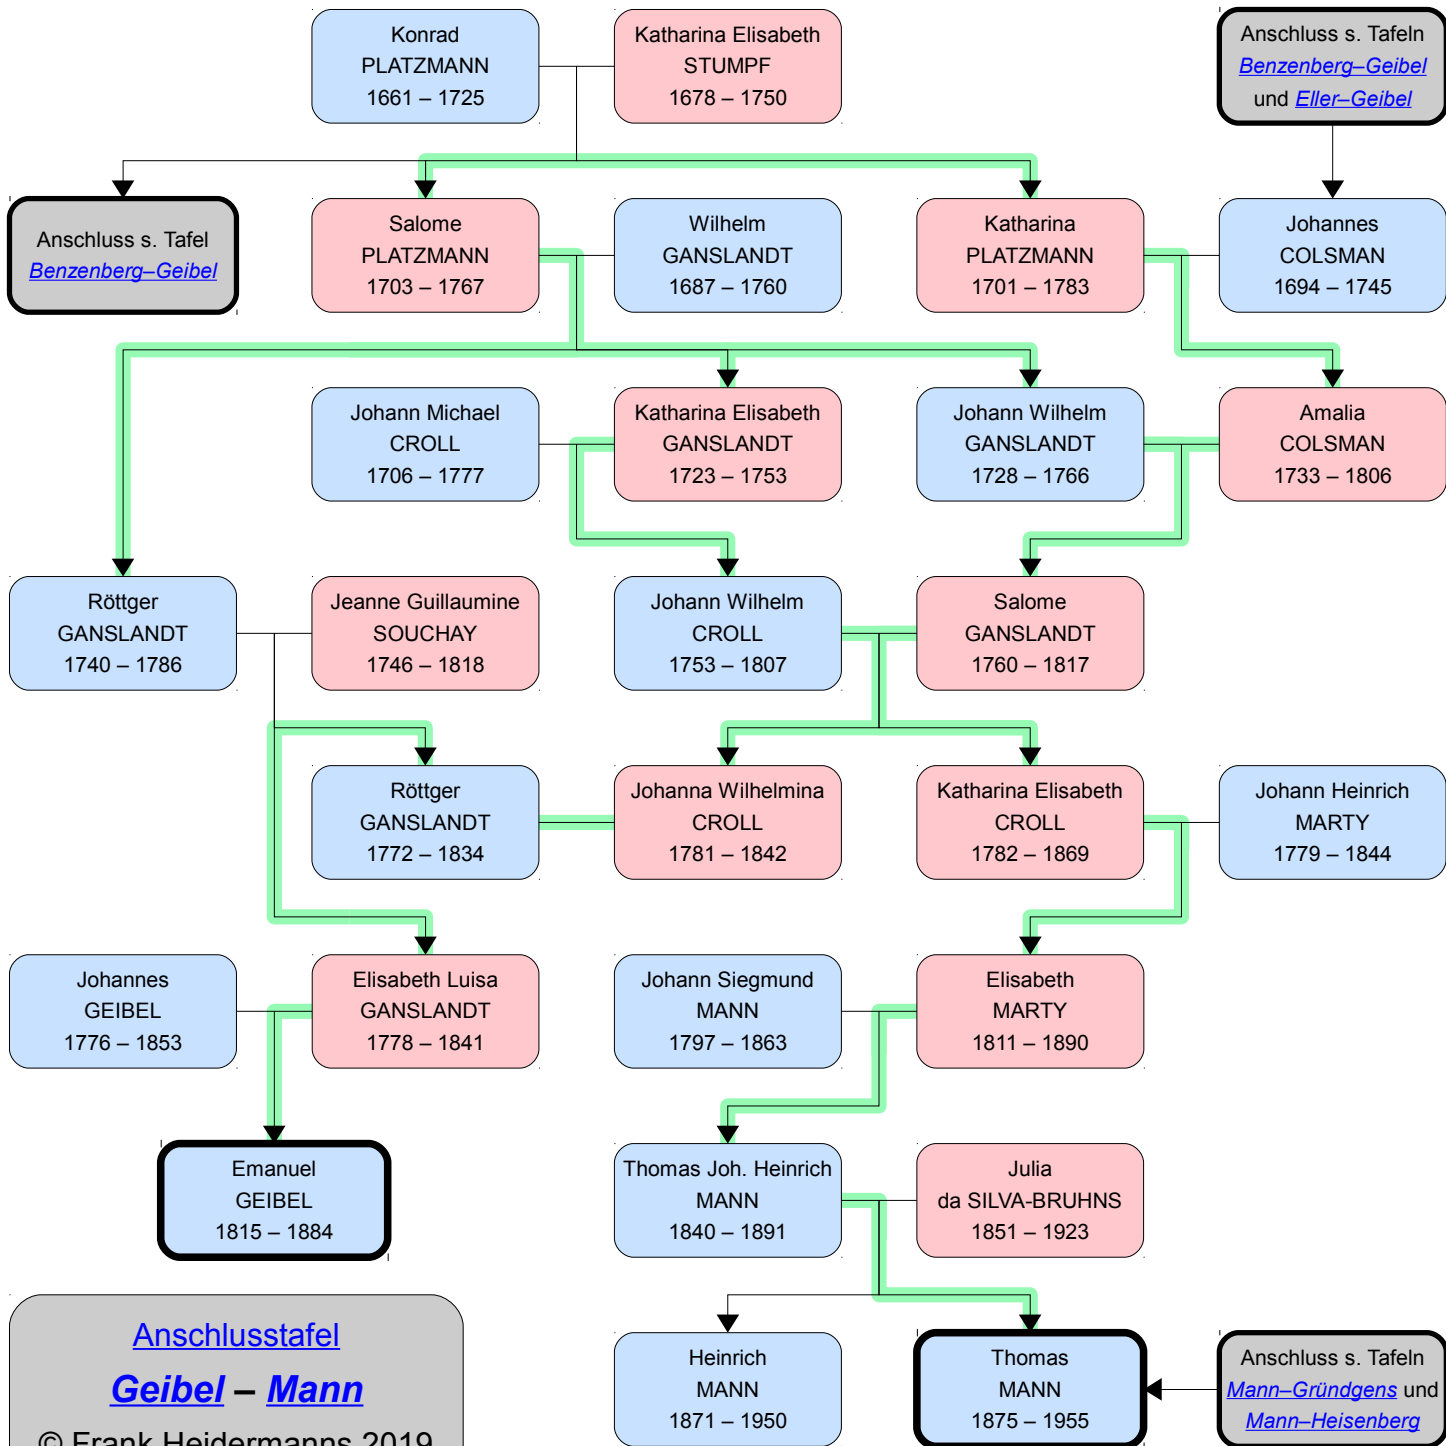 Konrad
PLATZMANN
1661 – 1725
Katharina Elisabeth
STUMPF
1678 – 1750
Anschluss s. Tafeln
Benzenberg–Geibel
und Eller–Geibel
Anschluss s. Tafel
Benzenberg–Geibel
Salome
PLATZMANN
1703 – 1767
Wilhelm
GANSLANDT
1687 – 1760
Katharina
PLATZMANN
1701 – 1783
Johannes
COLSMAN
1694 – 1745
Johann Michael
CROLL
1706 – 1777
Katharina Elisabeth
GANSLANDT
1723 – 1753
Johann Wilhelm
GANSLANDT
1728 – 1766
Amalia
COLSMAN
1733 – 1806
Röttger
GANSLANDT
1740 – 1786
Jeanne Guillaumine
SOUCHAY
1746 – 1818
Johann Wilhelm
CROLL
1753 – 1807
Salome
GANSLANDT
1760 – 1817
Röttger
GANSLANDT
1772 – 1834
Johanna Wilhelmina
CROLL
1781 – 1842
Katharina Elisabeth
CROLL
1782 – 1869
Johann Heinrich
MARTY
1779 – 1844
Johannes
GEIBEL
1776 – 1853
Elisabeth Luisa
GANSLANDT
1778 – 1841
Johann Siegmund
MANN
1797 – 1863
Elisabeth
MARTY
1811 – 1890
Emanuel
GEIBEL
1815 – 1884
Thomas Joh. Heinrich
MANN
1840 – 1891
Julia
da SILVA-BRUHNS
1851 – 1923
Anschlusstafel
Geibel – Mann
© Frank Heidermanns 2019
Heinrich
MANN
1871 – 1950
Thomas
MANN
1875 – 1955
Anschluss s. Tafeln
Mann–Gründgens und
Mann–Heisenberg